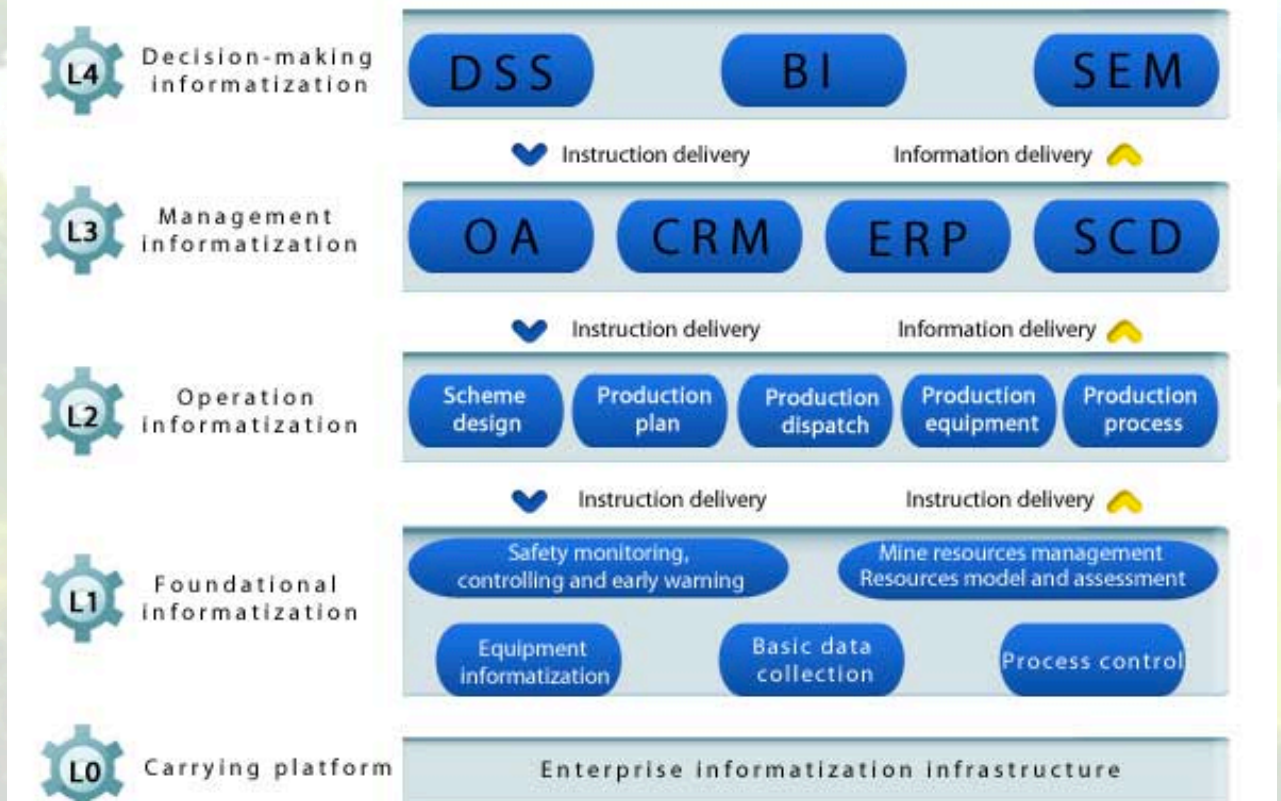 L4
Decision-making
informatization
DSS
BI
SEM
Instruction delivery
Information delivery
L3
Management
informatization
OA
CRM
ERP
SCD
Instruction delivery
Information delivery
L2
Operation
informatization
Scheme
design
Production
plan
Production
dispatch
Production
equipment
Production
process
Instruction delivery
Instruction delivery
L1
Foundational
informatization
Safety monitoring,
controlling and early warning
Mine resources management
Resources model and assessment
Equipment
informatization
Basic data
collection
Process control
L0
Carrying platform
Enterprise informatization infrastructure